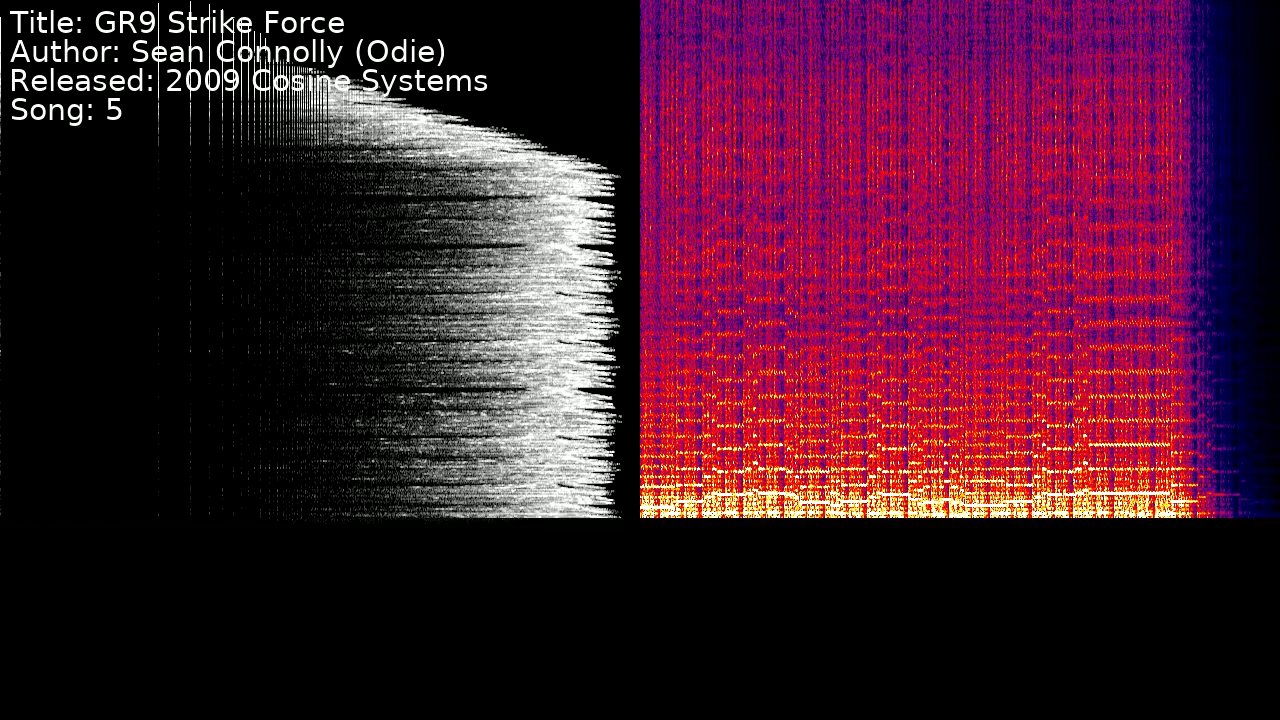 Title: GR9 Strike Force
Author: Sean Connolly (Odie)
Released: 2009 Cosine Systems
Song: 5